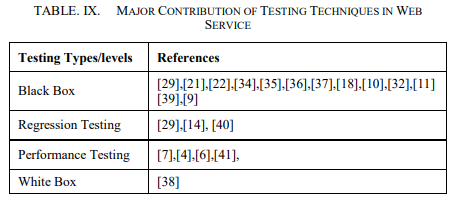 TABLE. IX. MAJOR CONTRIBUTION OF TESTING TECHNIQUES IN WEB
SERVICE
Testing Types/levels References
Black Box [29],[21],[22],[34],[35],[36],[37],[18],[10],[32],[11]
[39],[9]
Regression Testing [29],[14], [40]
Performance Testing [7],[4],[6],[41],
White Box [38]